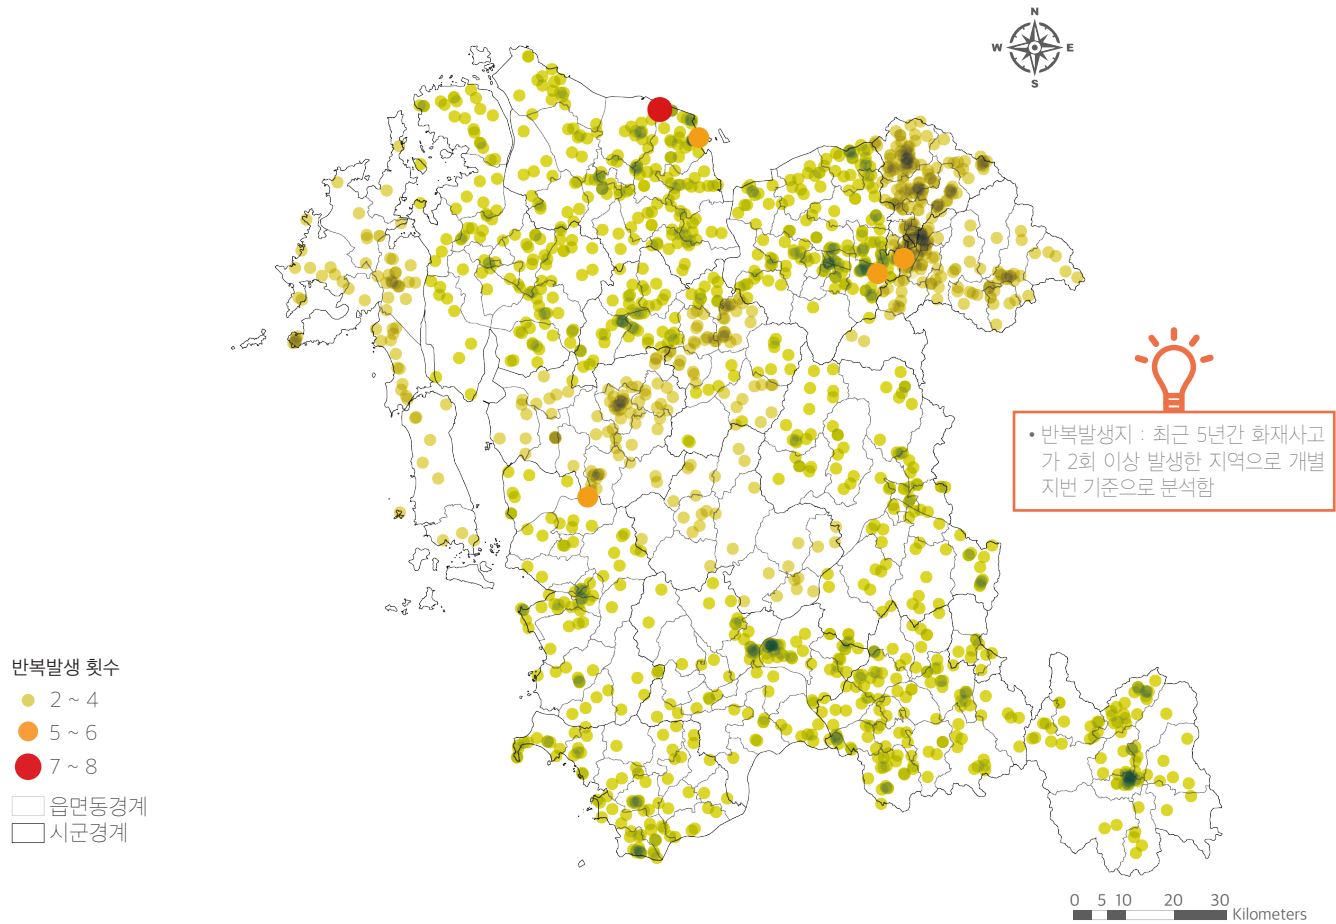 N
W E
S
• 반복발생지 : 최근 5년간 화재사고
가 2회 이상 발생한 지역으로 개별
지번 기준으로 분석함
반복발생 횟수
2 ~ 4
5 ~ 6
7 ~ 8
읍면동경계
시군경계
0 5 10 20 30
Kilometers